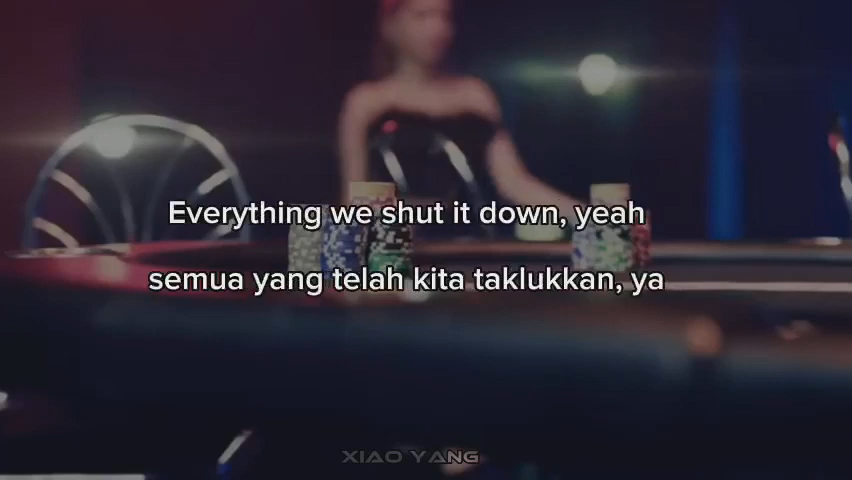 Everything we shut it down, yeah
semua yang telah kita taklukkan, ya
XIAO YANG